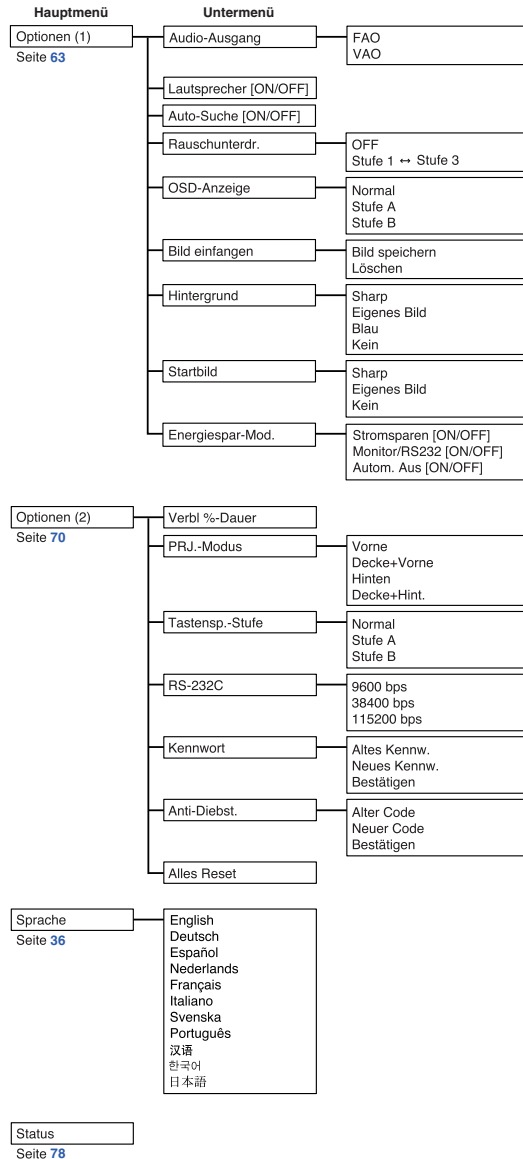 Hauptmenü
Untermenü
Optionen (1)
Seite 63
Audio-Ausgang
FAO
VAO
Lautsprecher [ON/OFF]
Auto-Suche [ON/OFF]
Rauschunterdr.
OFF
Stufe 1 ↔ Stufe 3
OSD-Anzeige
Normal
Stufe A
Stufe B
Bild einfangen
Bild speichern
Löschen
Hintergrund
Sharp
Eigenes Bild
Blau
Kein
Startbild
Sharp
Eigenes Bild
Kein
Energiespar-Mod.
Stromsparen [ON/OFF]
Monitor/RS232 [ON/OFF]
Autom. Aus [ON/OFF]
Optionen (2)
Seite 70
Verbl %-Dauer
PRJ.-Modus
Vorne
Decke+Vorne
Hinten
Decke+Hint.
Tastensp.-Stufe
Normal
Stufe A
Stufe B
RS-232C
9600 bps
38400 bps
115200 bps
Kennwort
Altes Kennw.
Neues Kennw.
Bestätigen
Anti-Diebst.
Alter Code
Neuer Code
Bestätigen
Alles Reset
Sprache
Seite 36
English
Deutsch
Español
Nederlands
Français
Italiano
Svenska
Português
汉语
한국어
日本語
Status
Seite 78